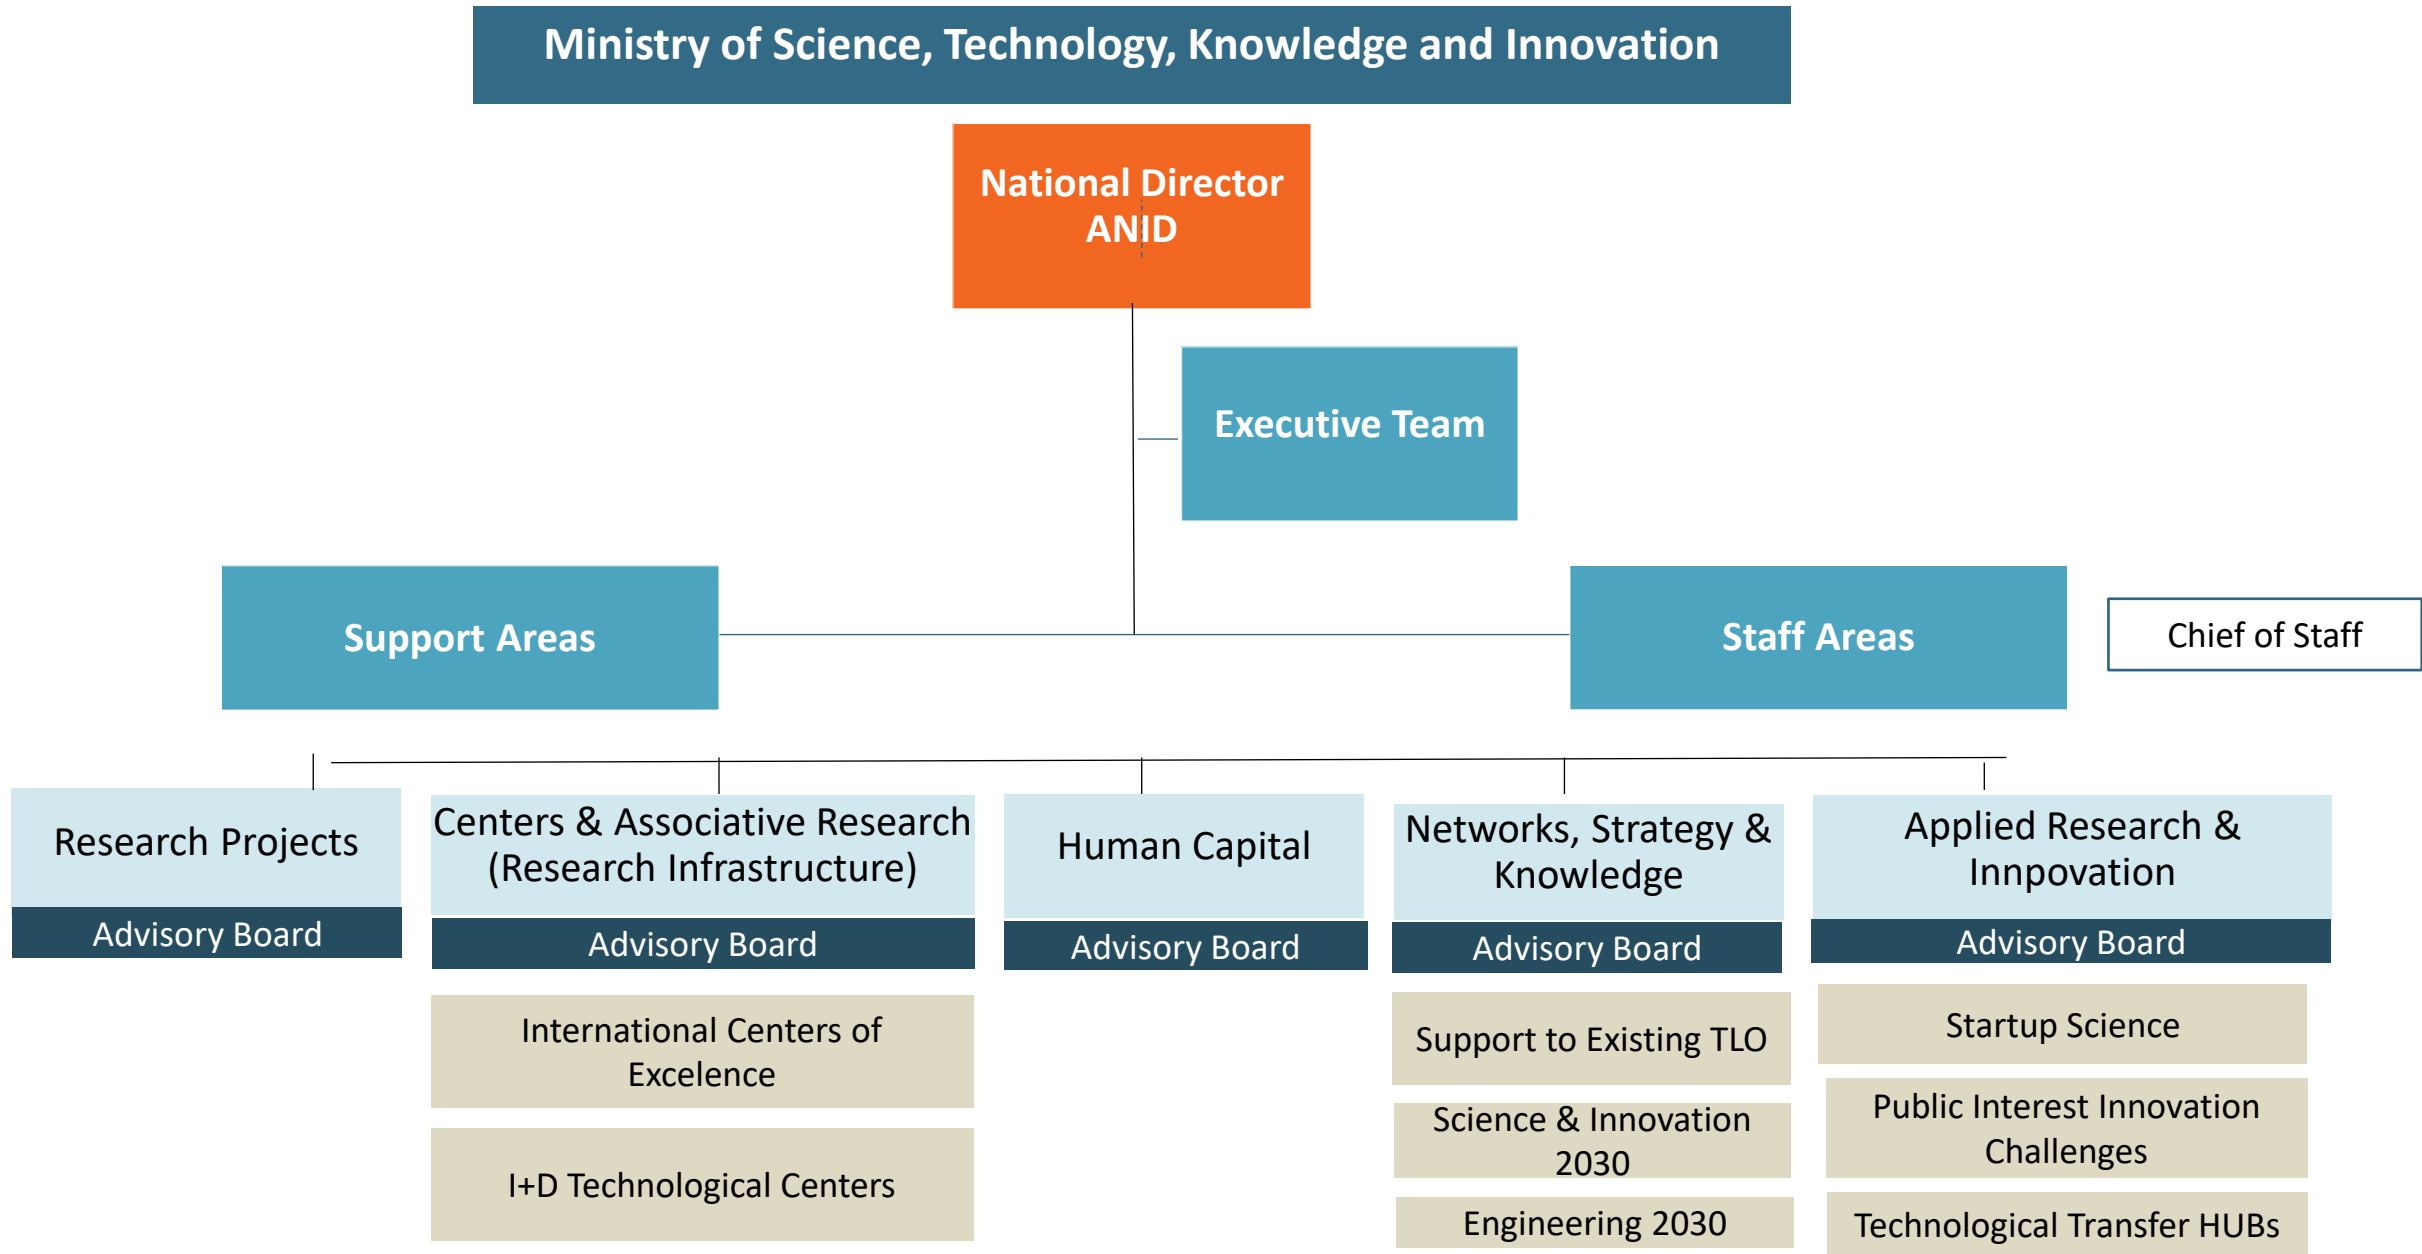 Ministry of Science, Technology, Knowledge and Innovation
National Director
ANID
Executive Team
Support Areas
Staff Areas
Chief of Staff
Research Projects
Advisory Board
Centers & Associative Research
(Research Infrastructure)
Advisory Board
International Centers of
Excelence
I+D Technological Centers
Human Capital
Advisory Board
Networks, Strategy &
Knowledge
Advisory Board
Support to Existing TLO
Science & Innovation
2030
Engineering 2030
Applied Research &
Innpovation
Advisory Board
Startup Science
Public Interest Innovation
Challenges
Technological Transfer HUBs